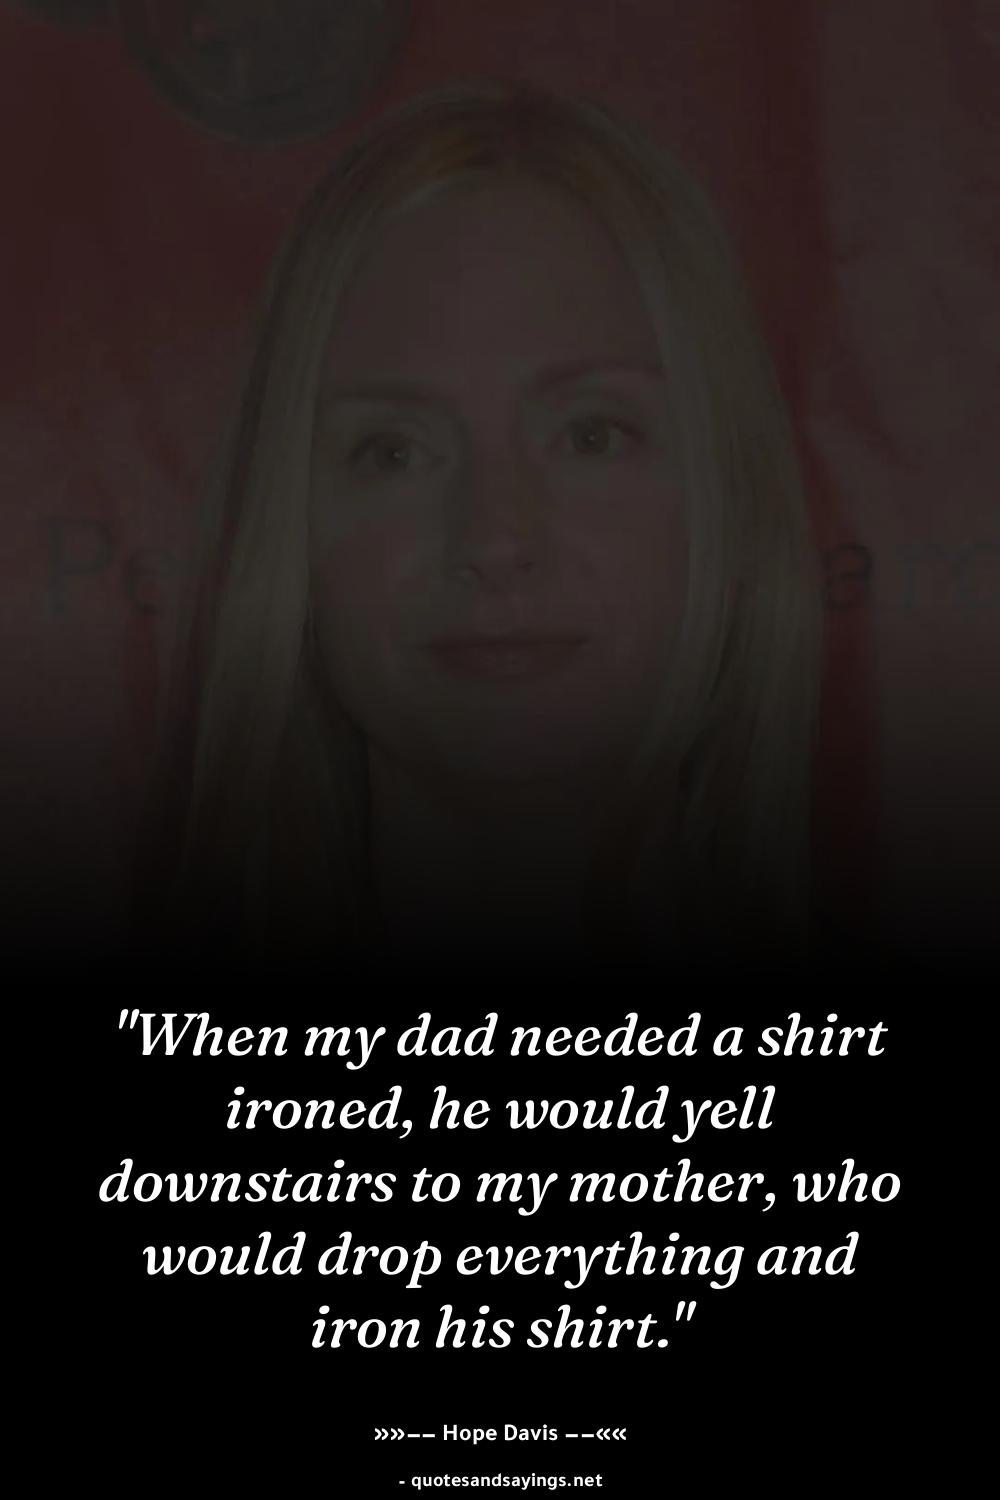 "When my dad needed a shirt
ironed, he would yell
downstairs to my mother, who
would drop everything and
iron his shirt."
»»–– Hope Davis ––««
- quotesandsayings.net